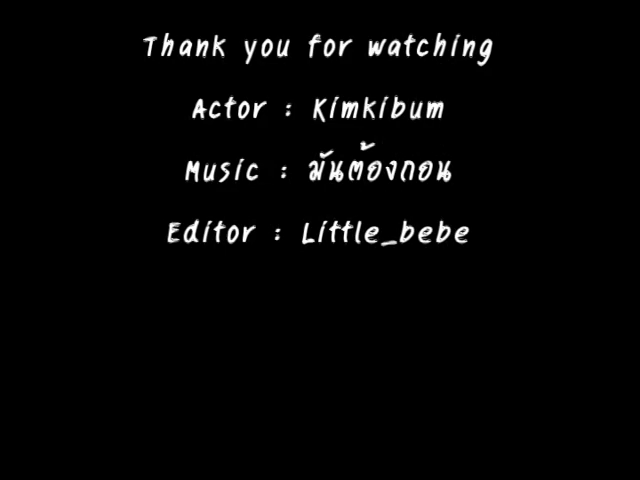 Thank you for watching
Actor : Kimkibum
Music : มันต้องถอน
Editor : Little_bebe